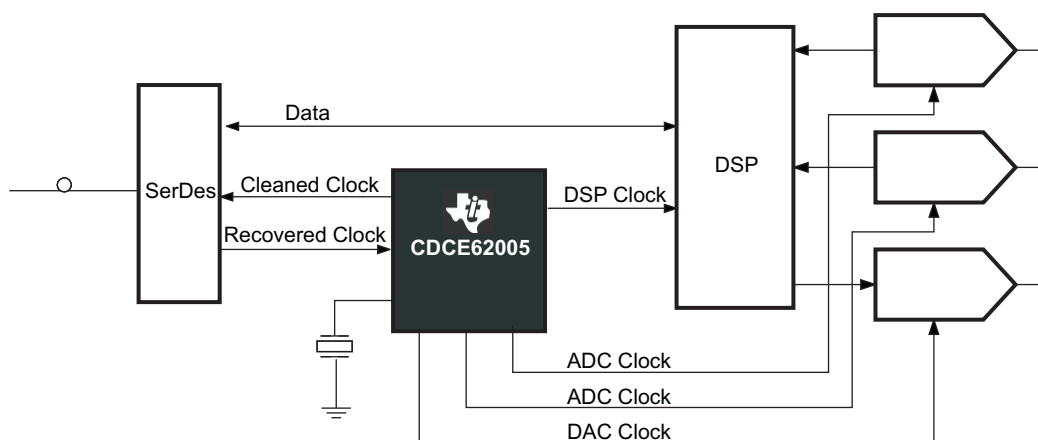 Data
DSP
SerDes
Cleaned Clock
DSP Clock
Recovered Clock
CDCE62005
ADC Clock
ADC Clock
DAC Clock